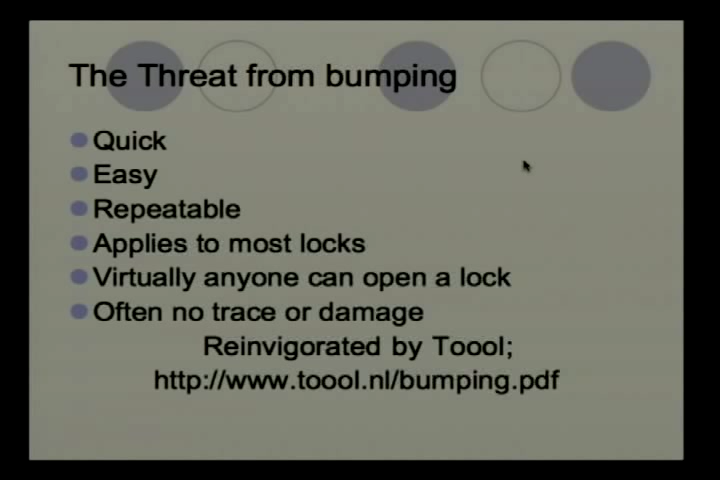 The Threat from bumping
Quick
Easy
Repeatable
Applies to most locks
Virtually anyone can open a lock
Often no trace or damage
Reinvigorated by Toool;
http://www.toool.nl/bumping.pdf